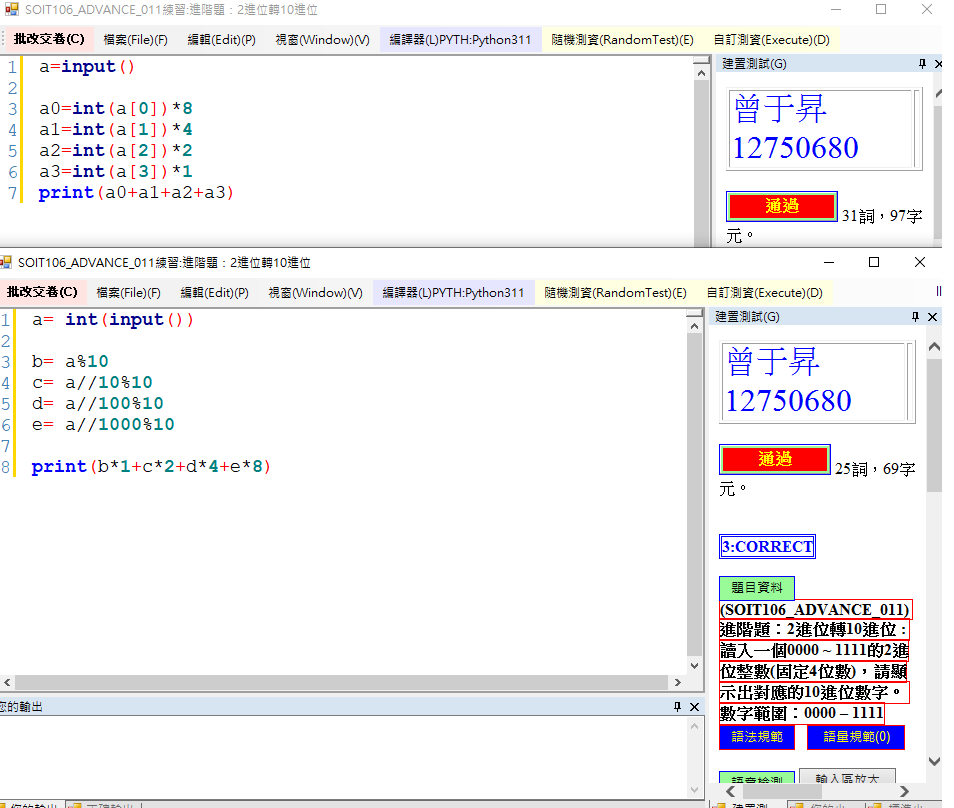 SOIT106_ADVANCE_011練習:進階題：2進位轉10進位
批改交卷(C) 檔案(File)(F) 編輯(Edit)(P) 視窗(Window)(V) 編譯器(L)PYTH:Python311 隨機測資(RandomTest)(E) 自訂測資(Execute)(D)
1 a=input()
2
3 a0=int(a[0])*8
4 a1=int(a[1])*4
5 a2=int(a[2])*2
6 a3=int(a[3])*1
7 print(a0+a1+a2+a3)
建置測試(G)
曾于昇
12750680
通過 31詞，97字
元。
SOIT106_ADVANCE_011練習:進階題：2進位轉10進位
批改交卷(C) 檔案(File)(F) 編輯(Edit)(P) 視窗(Window)(V) 編譯器(L)PYTH:Python311 隨機測資(RandomTest)(E) 自訂測資(Execute)(D)
1 a= int(input())
2
3 b= a%10
4 c= a//10%10
5 d= a//100%10
6 e= a//1000%10
7
8 print(b*1+c*2+d*4+e*8)
建置測試(G)
曾于昇
12750680
通過 25詞，69字
元。
3:CORRECT
題目資料
(SOIT106_ADVANCE_011)
進階題：2進位轉10進位：
讀入一個0000 ~ 1111的2進
位整數(固定4位數)，請顯
示出對應的10進位數字。
數字範圍：0000 – 1111
語法規範 語量規範(0)
語意檢測 輸入區放大
您的輸出
您的輸出 正確輸出